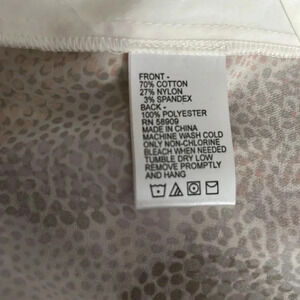 FRONT -
70% COTTON
27% NYLON
3% SPANDEX
BACK -
100% POLYESTER
RN 58909
MADE IN CHINA
MACHINE WASH COLD
ONLY NON-CHLORINE
BLEACH WHEN NEEDED
TUMBLE DRY LOW
REMOVE PROMPTLY
AND HANG